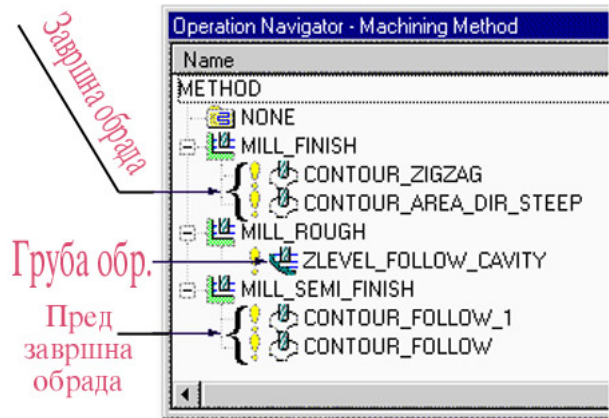 Operation Navigator - Machining Method
Name
METHOD
NONE
MILL_FINISH
CONTOUR_ZIGZAG
CONTOUR_AREA_DIR_STEEP
MILL_ROUGH
ZLEVEL_FOLLOW_CAVITY
MILL_SEMI_FINISH
CONTOUR_FOLLOW_1
CONTOUR_FOLLOW
Завршна обрада
Груба обр.
Пред
завршна
обрада